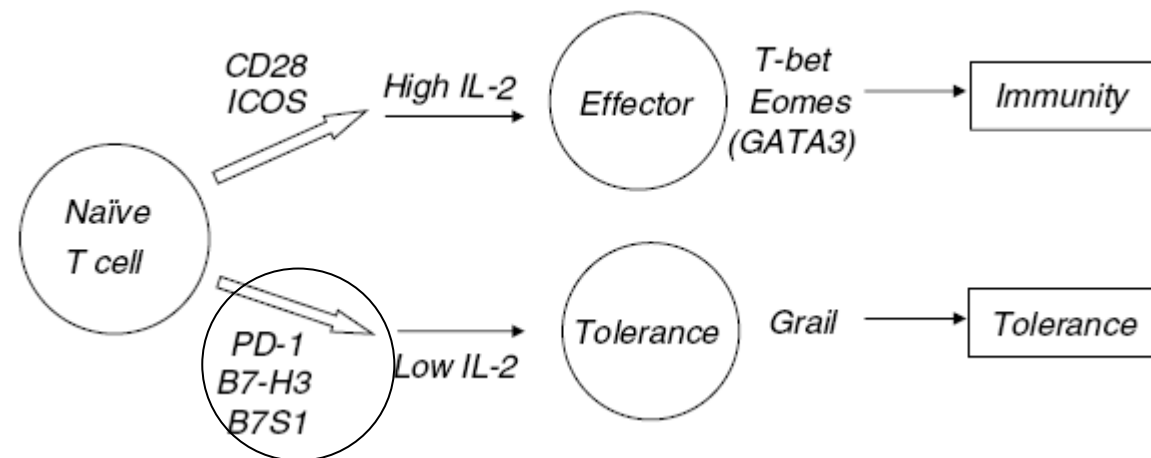 CD28
ICOS
High IL-2
Effector
T-bet
Eomes
(GATA3)
Immunity
Naïve
T cell
PD-1
B7-H3
B7S1
Low IL-2
Tolerance
Grail
Tolerance